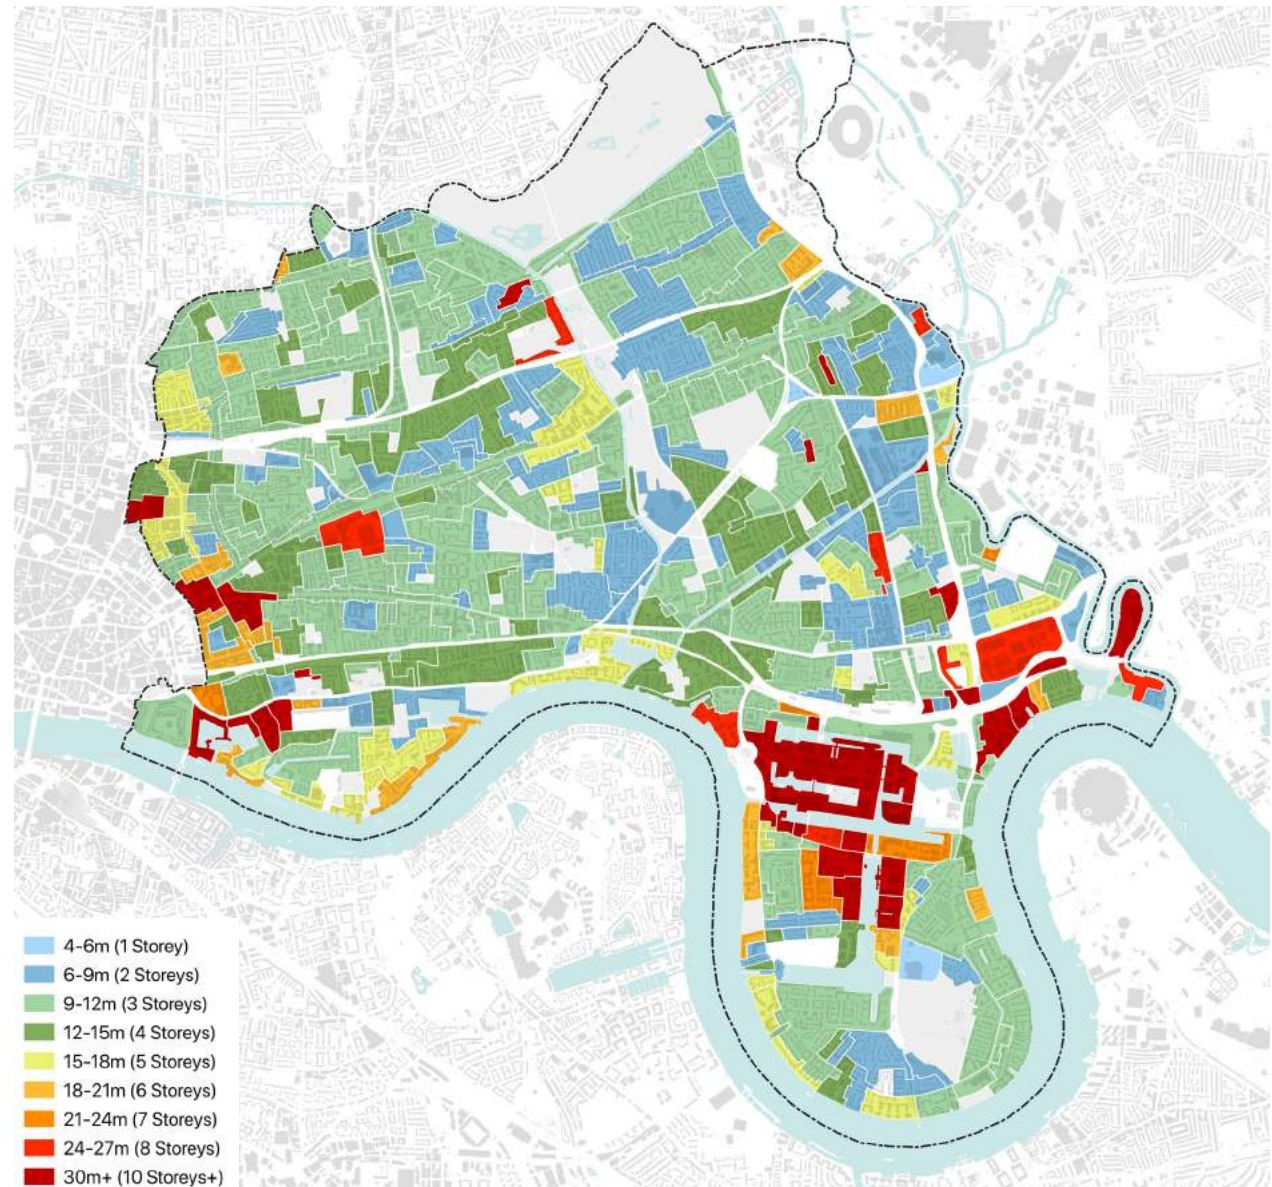 4-6m (1 Storey)
6-9m (2 Storeys)
9-12m (3 Storeys)
12-15m (4 Storeys)
15-18m (5 Storeys)
18-21m (6 Storeys)
21-24m (7 Storeys)
24-27m (8 Storeys)
30m+ (10 Storeys+)